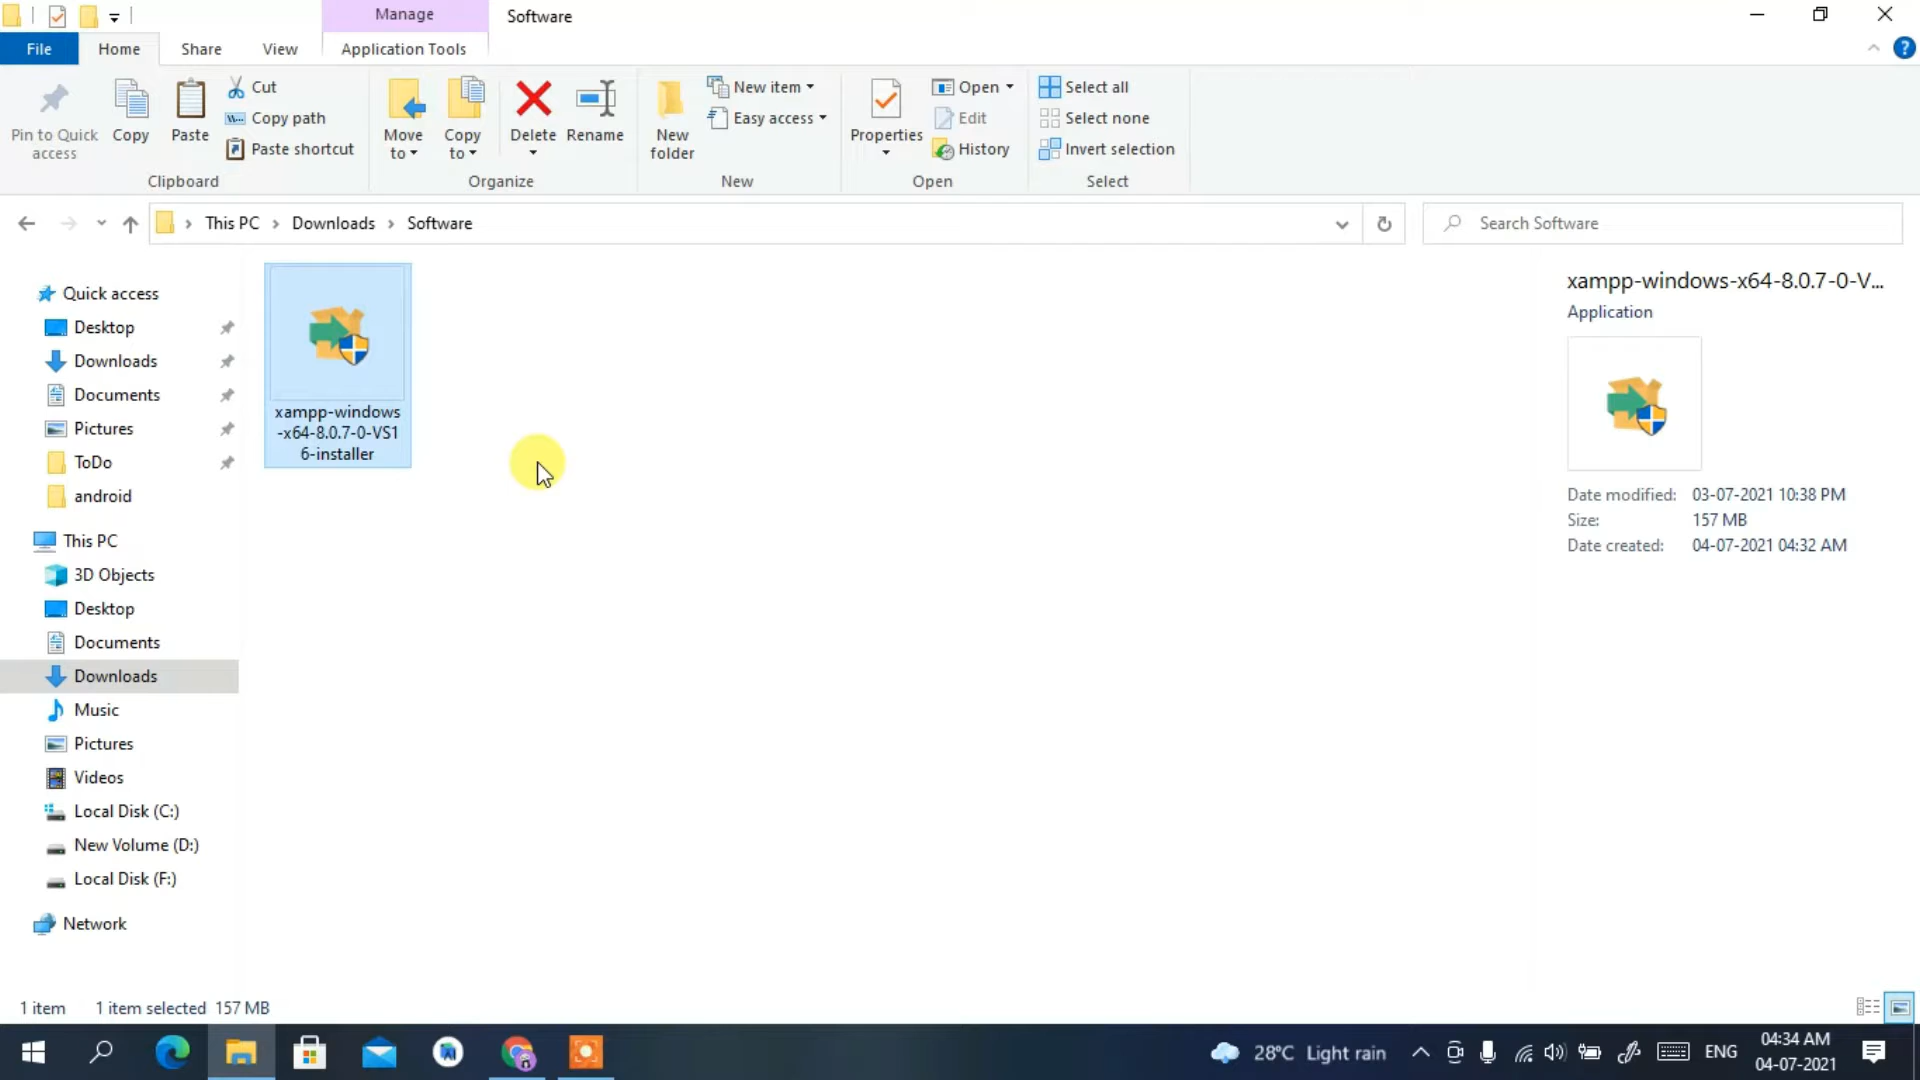 Manage
Software
File
Home
Share
View
Application Tools
Pin to Quick
access
Copy
Paste
Cut
Copy path
Paste shortcut
Clipboard
Move
to
Copy
to
Delete
Rename
Organize
New
folder
New item
Easy access
New
Properties
Open
Edit
History
Open
Select all
Select none
Invert selection
Select
This PC
Downloads
Software
Search Software
Quick access
Desktop
Downloads
Documents
Pictures
ToDo
android
This PC
3D Objects
Desktop
Documents
Downloads
Music
Pictures
Videos
Local Disk (C:)
New Volume (D:)
Local Disk (F:)
Network
xampp-windows
-x64-8.0.7-0-VS1
6-installer
xampp-windows-x64-8.0.7-0-V...
Application
Date modified: 03-07-2021 10:38 PM
Size: 157 MB
Date created: 04-07-2021 04:32 AM
1 item
1 item selected 157 MB
28°C Light rain
ENG
04:34 AM
04-07-2021